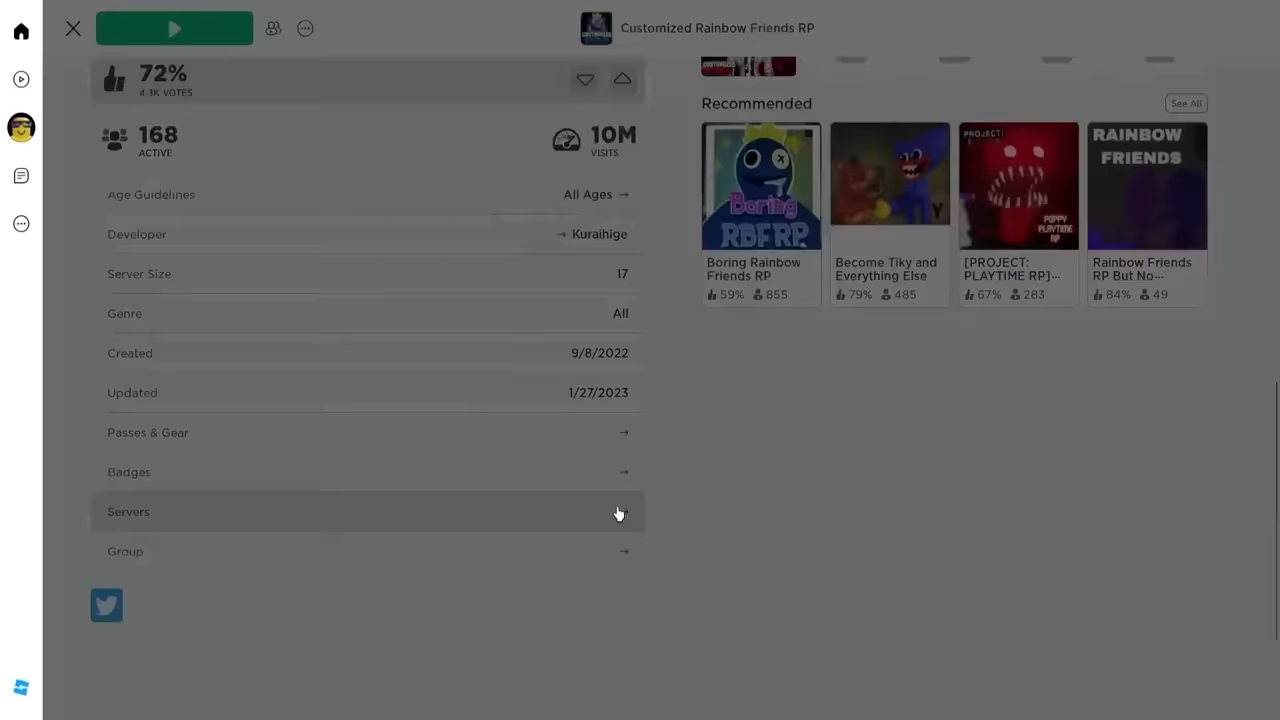 Customized Rainbow Friends RP
72%
4.3K VOTES
168
ACTIVE
10M
VISITS
Age Guidelines
All Ages →
Developer
→ Kuraihige
Server Size
17
Genre
All
Created
9/8/2022
Updated
1/27/2023
Passes & Gear
→
Badges
→
Servers
Group
→
Recommended
See All
Boring
RBFRP
Boring Rainbow
Friends RP
59% 855
Y
Become Tiky and
Everything Else
79% 485
PROJECT:
POPPY
PLAYTIME
RP
[PROJECT:
PLAYTIME RP]...
67% 283
RAINBOW
FRIENDS
Rainbow Friends
RP But No...
84% 49